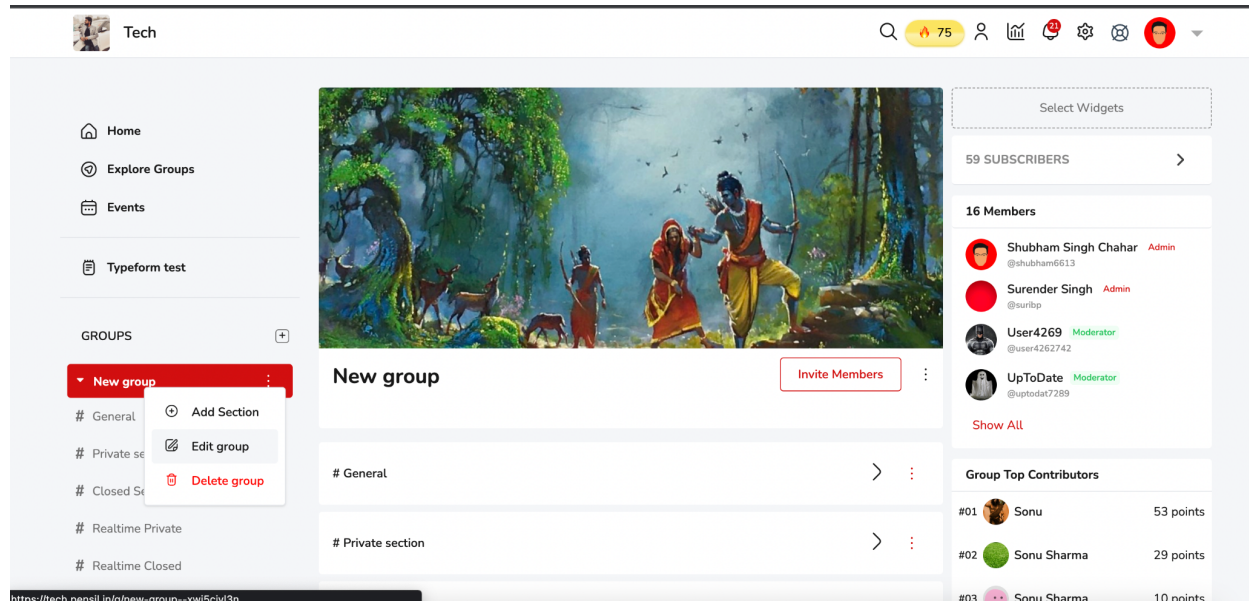 Tech
75
21
Home
Explore Groups
Events
Typeform test
GROUPS
New group
# General
# Private se
# Closed Se
# Realtime Private
# Realtime Closed
Add Section
Edit group
Delete group
New group
Invite Members
# General
# Private section
Select Widgets
59 SUBSCRIBERS
16 Members
Shubham Singh Chahar Admin
@shubham6613
Surender Singh Admin
@suribp
User4269 Moderator
@user4262742
UpToDate Moderator
@uptodat7289
Show All
Group Top Contributors
#01 Sonu 53 points
#02 Sonu Sharma 29 points
#03 Sonu Sharma 10 points